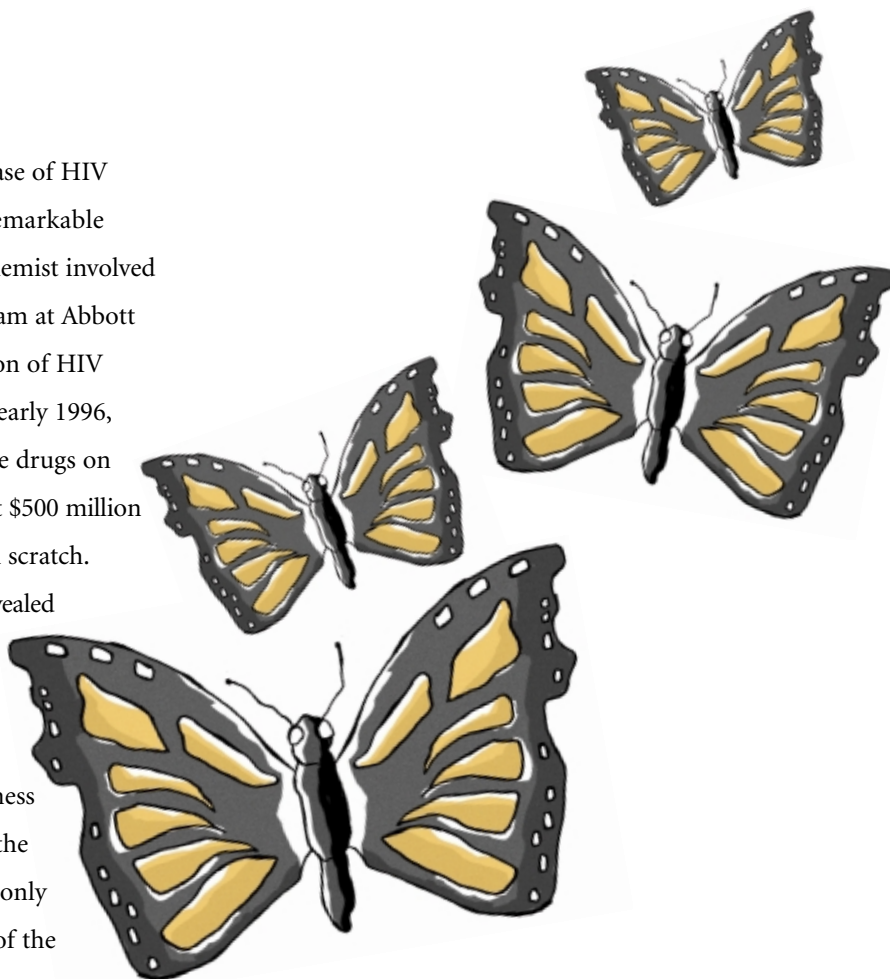 ase of HIV
emarkable
emist involved
am at Abbott
on of HIV
early 1996,
e drugs on
t $500 million
scratch.
vealed
ness
the
only
of the